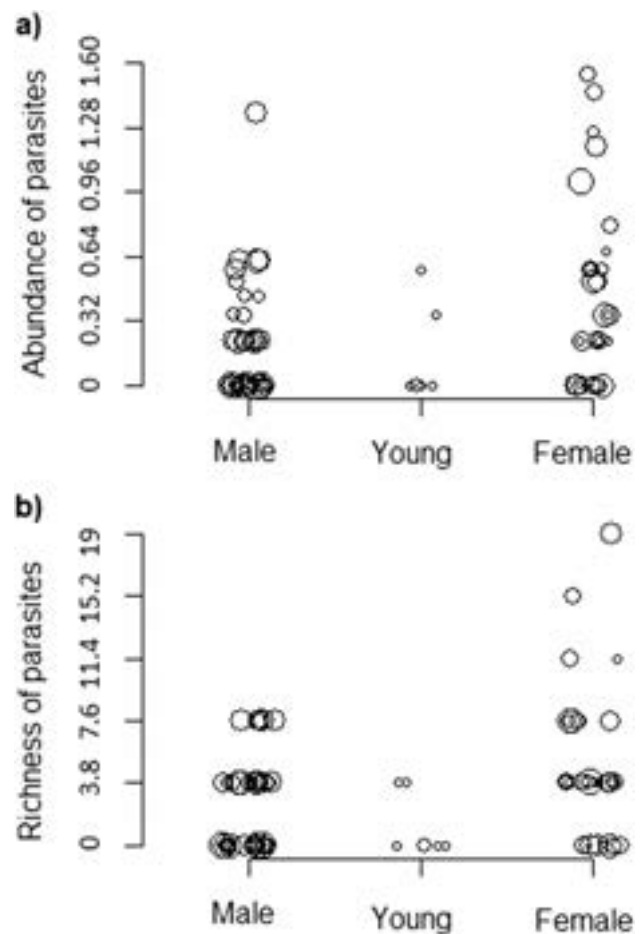 a)
Abundance of parasites
1.60
1.28
0.96
0.64
0.32
0
Male Young Female
b)
Richness of parasites
19
15.2
11.4
7.6
3.8
0
Male Young Female